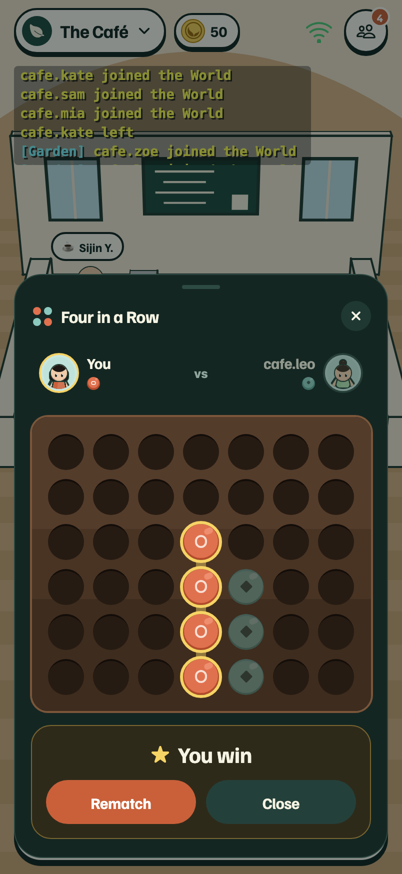 The Café
50
4
cafe.kate joined the World
cafe.sam joined the World
cafe.mia joined the World
cafe.kate left
[Garden] cafe.zoe joined the World
Sijin Y.
Four in a Row
You
vs
cafe.leo
You win
Rematch
Close